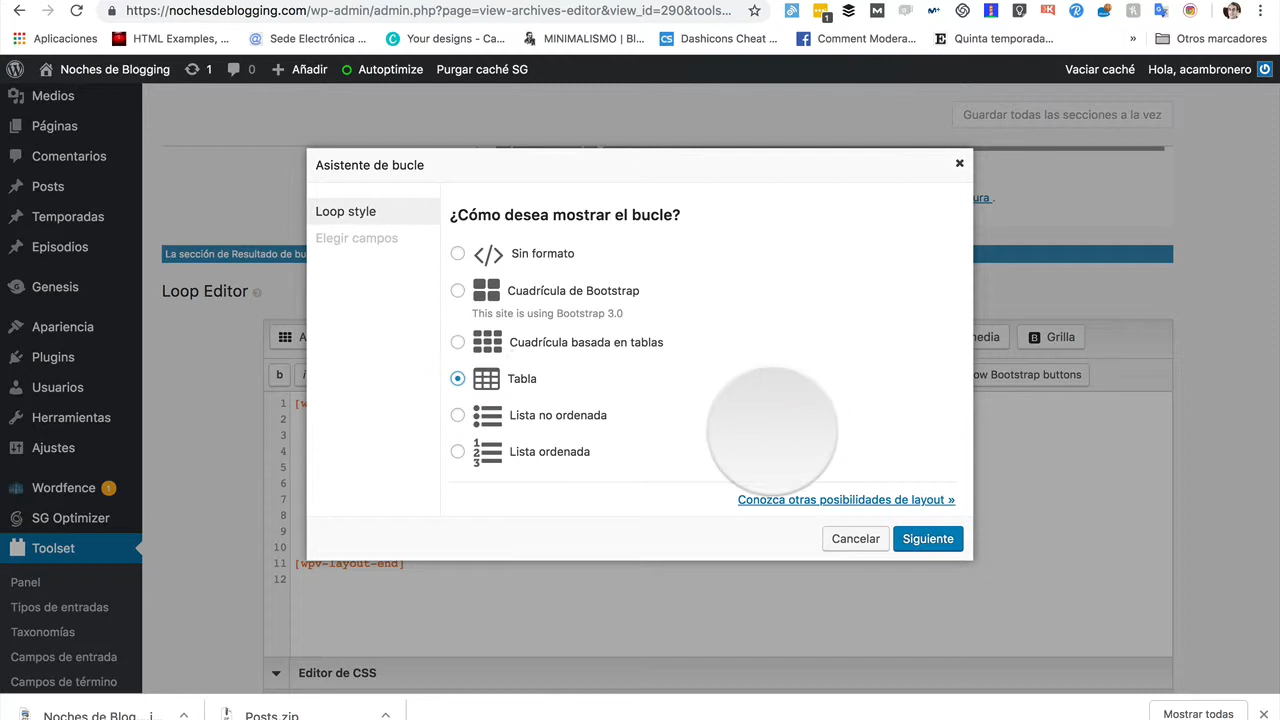 https://nochesdeblogging.com/wp-admin/admin.php?page=view-archives-editor&view_id=290&tools...
Aplicaciones
HTML Examples, ...
Sede Electrónica ...
Your designs - Ca...
MINIMALISMO | Bl...
Dashicons Cheat ...
Comment Modera...
Quinta temporada...
»
Otros marcadores
Noches de Blogging
1
0
Añadir
Autoptimize
Purgar caché SG
Vaciar caché
Hola, acambronero
Medios
Páginas
Comentarios
Posts
Temporadas
Episodios
Genesis
Apariencia
Plugins
Usuarios
Herramientas
Ajustes
Wordfence 1
SG Optimizer
Toolset
Panel
Tipos de entradas
Taxonomías
Campos de entrada
Campos de término
Guardar todas las secciones a la vez
ura .
La sección de Resultado de bu
Loop Editor
A
media
Grilla
b
i
ow Bootstrap buttons
1
2
3
4
5
6
7
8
9
10
11 [wpv-layout-end]
12
Editor de CSS
Asistente de bucle
Loop style
Elegir campos
¿Cómo desea mostrar el bucle?
Sin formato
Cuadrícula de Bootstrap
This site is using Bootstrap 3.0
Cuadrícula basada en tablas
Tabla
Lista no ordenada
Lista ordenada
Conozca otras posibilidades de layout »
Cancelar
Siguiente
Noches de Blog....j...
Posts.zip
Mostrar todas